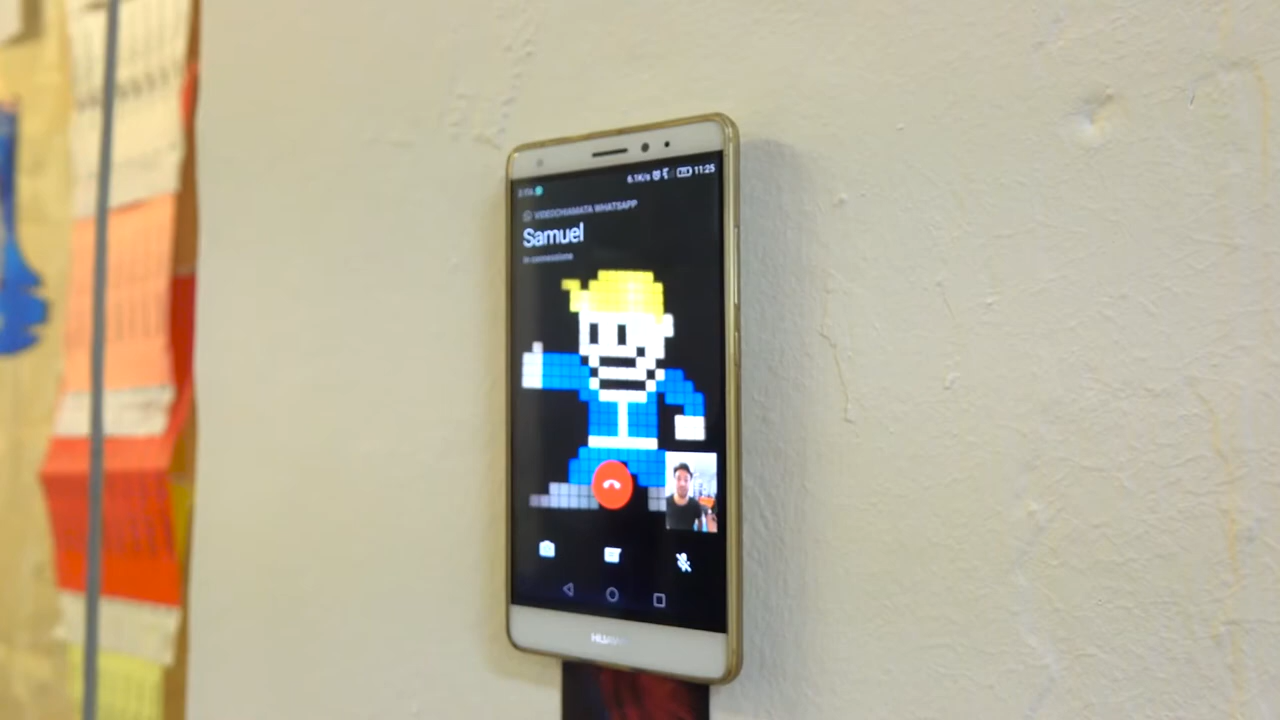 6.1K/s 11:25
VIDEOCHIAMATA WHATSAPP
Samuel
In connessione
HUAWEI